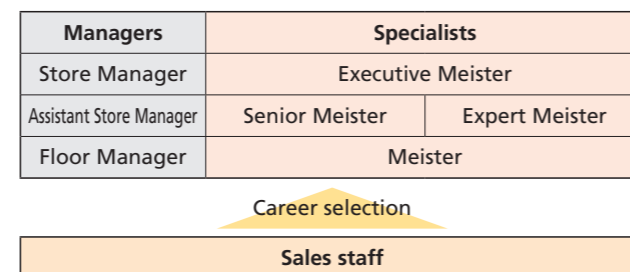 Managers Specialists
Store Manager Executive Meister
Assistant Store Manager Senior Meister Expert Meister
Floor Manager Meister
Career selection
Sales staff